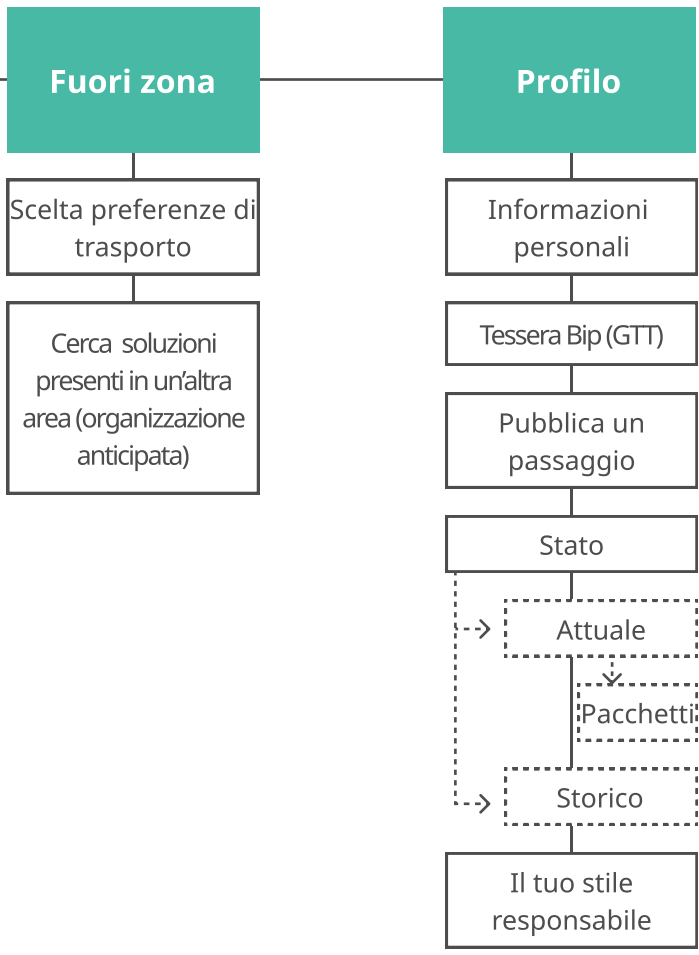 Fuori zona
Scelta preferenze di
trasporto
Cerca soluzioni
presenti in un'altra
area (organizzazione
anticipata)
Profilo
Informazioni
personali
Tessera Bip (GTT)
Pubblica un
passaggio
Stato
Attuale
Pacchetti
Storico
Il tuo stile
responsabile